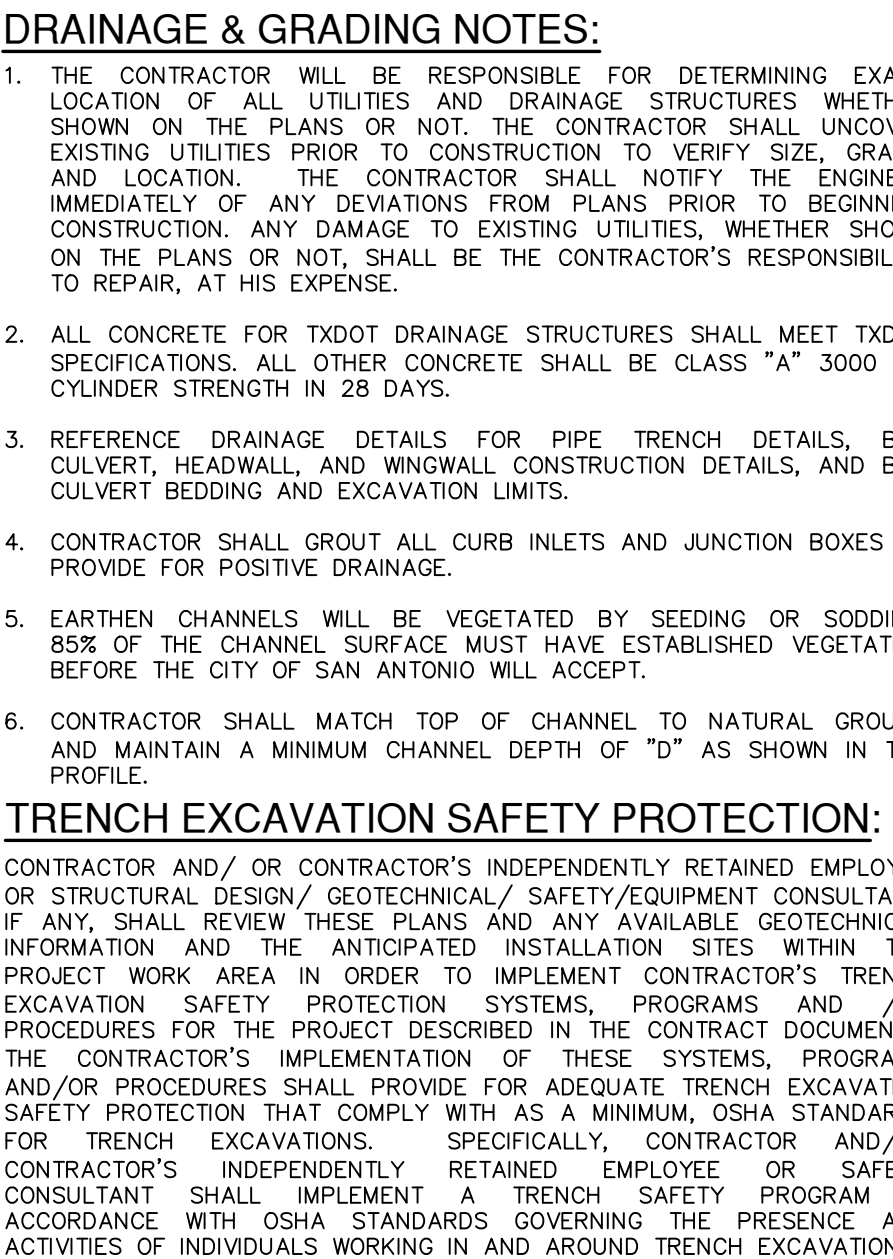 DRAINAGE & GRADING NOTES:
1. THE CONTRACTOR WILL BE RESPONSIBLE FOR DETERMINING EXA
LOCATION OF ALL UTILITIES AND DRAINAGE STRUCTURES WHETH
SHOWN ON THE PLANS OR NOT. THE CONTRACTOR SHALL UNCOV
EXISTING UTILITIES PRIOR TO CONSTRUCTION TO VERIFY SIZE, GRA
AND LOCATION. THE CONTRACTOR SHALL NOTIFY THE ENGINE
IMMEDIATELY OF ANY DEVIATIONS FROM PLANS PRIOR TO BEGINNI
CONSTRUCTION. ANY DAMAGE TO EXISTING UTILITIES, WHETHER SHO
ON THE PLANS OR NOT, SHALL BE THE CONTRACTOR'S RESPONSIBIL
TO REPAIR, AT HIS EXPENSE.
2. ALL CONCRETE FOR TXDOT DRAINAGE STRUCTURES SHALL MEET TXD
SPECIFICATIONS. ALL OTHER CONCRETE SHALL BE CLASS "A" 3000
CYLINDER STRENGTH IN 28 DAYS.
3. REFERENCE DRAINAGE DETAILS FOR PIPE TRENCH DETAILS, B
CULVERT, HEADWALL, AND WINGWALL CONSTRUCTION DETAILS, AND B
CULVERT BEDDING AND EXCAVATION LIMITS.
4. CONTRACTOR SHALL GROUT ALL CURB INLETS AND JUNCTION BOXES
PROVIDE FOR POSITIVE DRAINAGE.
5. EARTHEN CHANNELS WILL BE VEGETATED BY SEEDING OR SODDI
85% OF THE CHANNEL SURFACE MUST HAVE ESTABLISHED VEGETAT
BEFORE THE CITY OF SAN ANTONIO WILL ACCEPT.
6. CONTRACTOR SHALL MATCH TOP OF CHANNEL TO NATURAL GROU
AND MAINTAIN A MINIMUM CHANNEL DEPTH OF "D" AS SHOWN IN T
PROFILE.
TRENCH EXCAVATION SAFETY PROTECTION:
CONTRACTOR AND/ OR CONTRACTOR'S INDEPENDENTLY RETAINED EMPLOY
OR STRUCTURAL DESIGN/ GEOTECHNICAL/ SAFETY/EQUIPMENT CONSULTA
IF ANY, SHALL REVIEW THESE PLANS AND ANY AVAILABLE GEOTECHNIC
INFORMATION AND THE ANTICIPATED INSTALLATION SITES WITHIN T
PROJECT WORK AREA IN ORDER TO IMPLEMENT CONTRACTOR'S TREN
EXCAVATION SAFETY PROTECTION SYSTEMS, PROGRAMS AND /
PROCEDURES FOR THE PROJECT DESCRIBED IN THE CONTRACT DOCUMEN
THE CONTRACTOR'S IMPLEMENTATION OF THESE SYSTEMS, PROGRA
AND/OR PROCEDURES SHALL PROVIDE FOR ADEQUATE TRENCH EXCAVATI
SAFETY PROTECTION THAT COMPLY WITH AS A MINIMUM, OSHA STANDAR
FOR TRENCH EXCAVATIONS. SPECIFICALLY, CONTRACTOR AND/
CONTRACTOR'S INDEPENDENTLY RETAINED EMPLOYEE OR SAFE
CONSULTANT SHALL IMPLEMENT A TRENCH SAFETY PROGRAM
ACCORDANCE WITH OSHA STANDARDS GOVERNING THE PRESENCE A
ACTIVITIES OF INDIVIDUALS WORKING IN AND AROUND TRENCH EXCAVATION